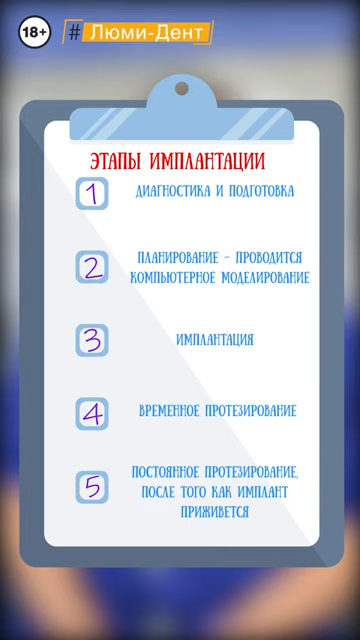 18+
# Люми-Дент
ЭТАПЫ ИМПЛАНТАЦИИ
1 ДИАГНОСТИКА И ПОДГОТОВКА
2 ПЛАНИРОВАНИЕ - ПРОВОДИТСЯ
КОМПЬЮТЕРНОЕ МОДЕЛИРОВАНИЕ
3 ИМПЛАНТАЦИЯ
4 ВРЕМЕННОЕ ПРОТЕЗИРОВАНИЕ
5 ПОСТОЯННОЕ ПРОТЕЗИРОВАНИЕ,
ПОСЛЕ ТОГО КАК ИМПЛАНТ
ПРИЖИВЕТСЯ